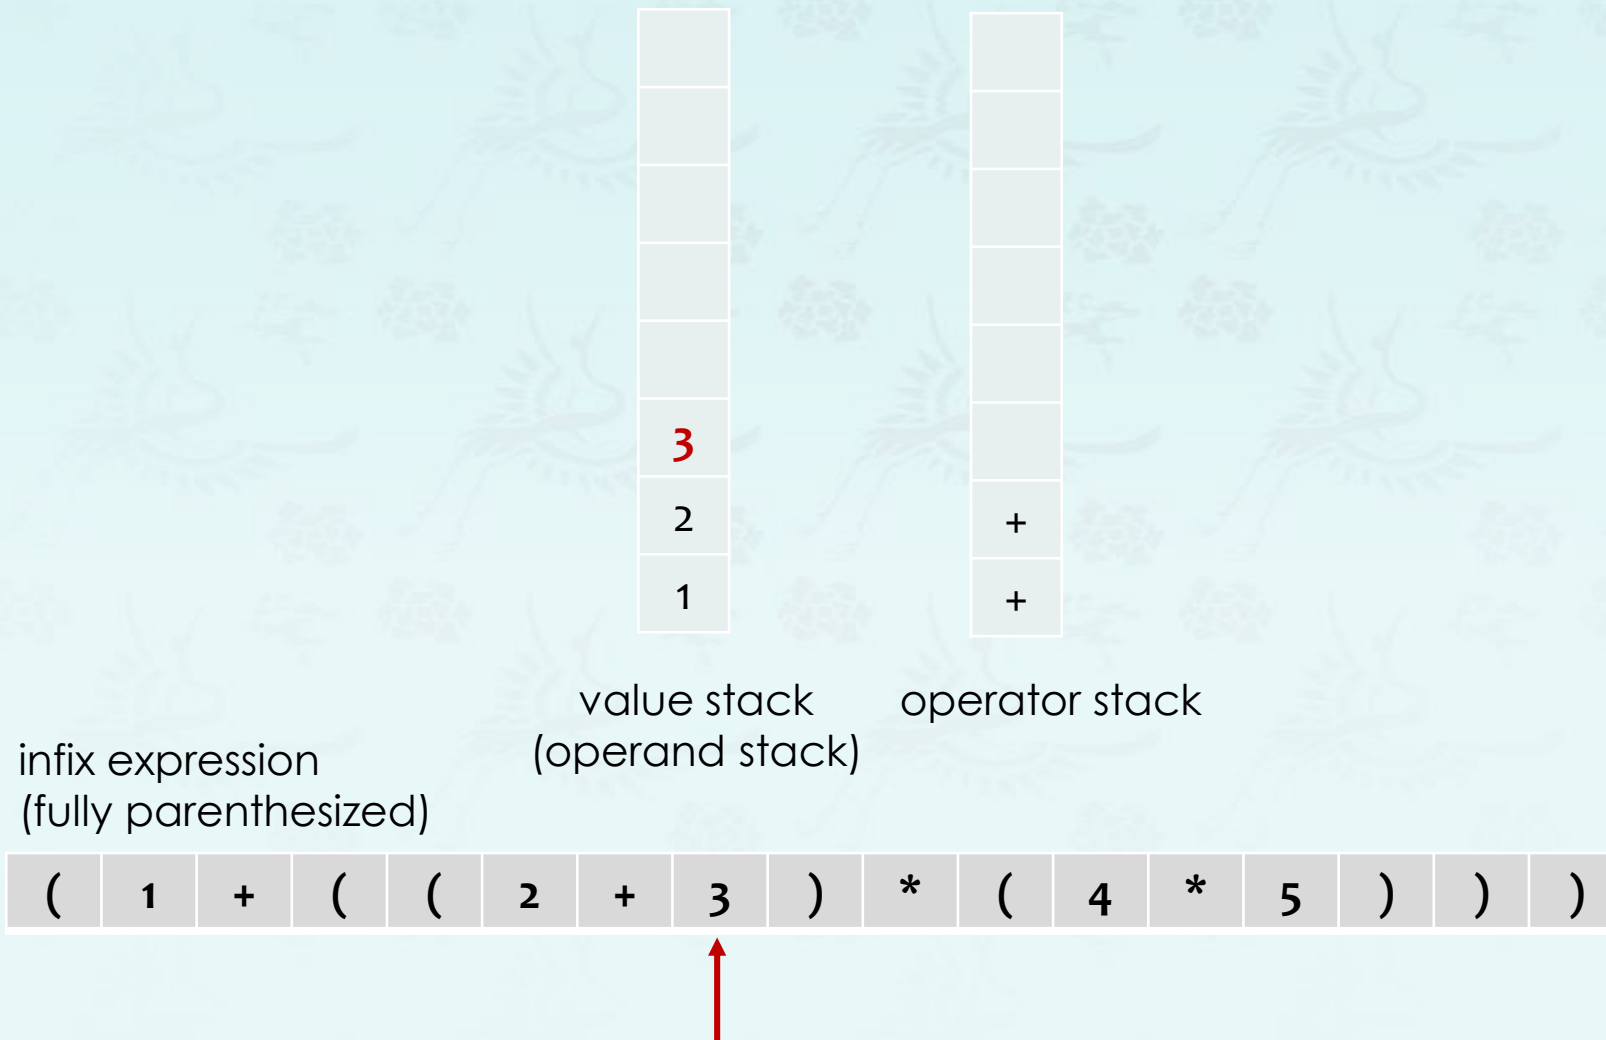 3
2 +
1 +
value stack operator stack
(operand stack)
infix expression
(fully parenthesized)
( 1 + ( ( 2 + 3 ) * ( 4 * 5 ) ) )